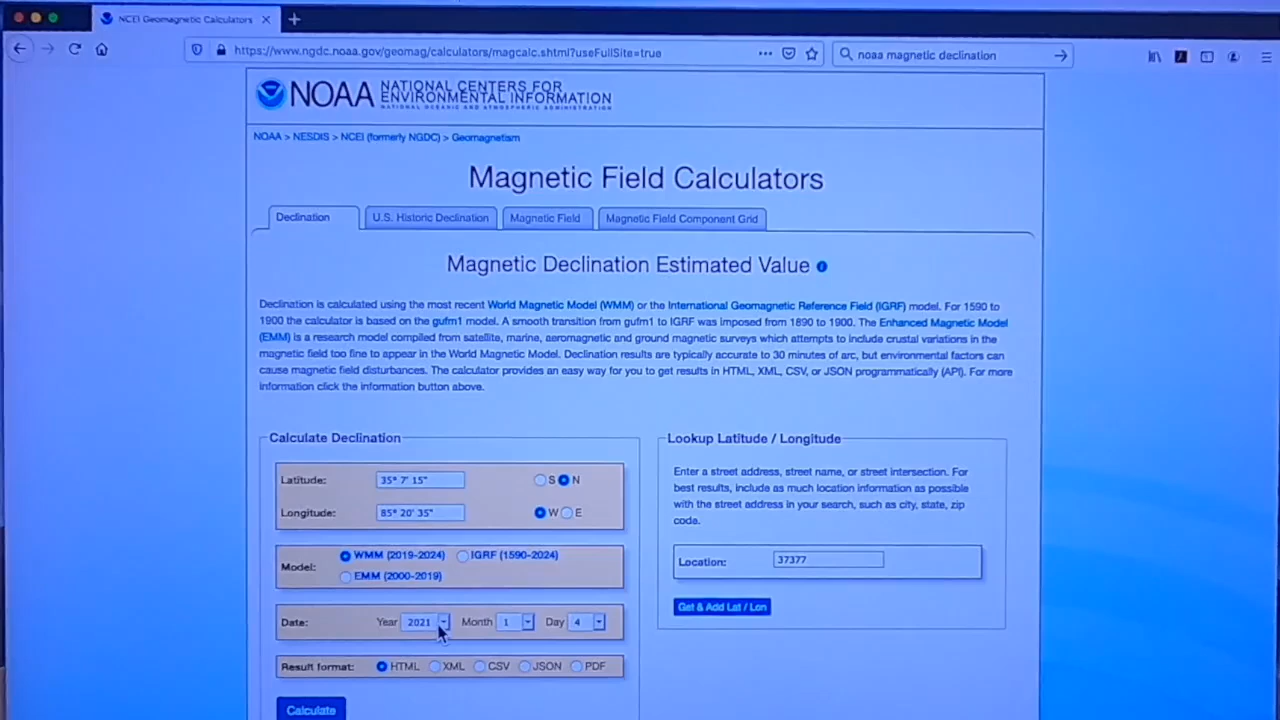 NCEI Geomagnetic Calculators
https://www.ngdc.noaa.gov/geomag/calculators/magcalc.shtml?useFullSite=true
noaa magnetic declination
NOAA NATIONAL CENTERS FOR
ENVIRONMENTAL INFORMATION
NATIONAL OCEANIC AND ATMOSPHERIC ADMINISTRATION
NOAA > NESDIS > NCEI (formerly NGDC) > Geomagnetism
Magnetic Field Calculators
Declination
U.S. Historic Declination
Magnetic Field
Magnetic Field Component Grid
Magnetic Declination Estimated Value
Declination is calculated using the most recent World Magnetic Model (WMM) or the International Geomagnetic Reference Field (IGRF) model. For 1590 to
1900 the calculator is based on the gufm1 model. A smooth transition from gufm1 to IGRF was imposed from 1890 to 1900. The Enhanced Magnetic Model
(EMM) is a research model compiled from satellite, marine, aeromagnetic and ground magnetic surveys which attempts to include crustal variations in the
magnetic field too fine to appear in the World Magnetic Model. Declination results are typically accurate to 30 minutes of arc, but environmental factors can
cause magnetic field disturbances. The calculator provides an easy way for you to get results in HTML, XML, CSV, or JSON programmatically (API). For more
information click the information button above.
Calculate Declination
Latitude: 35° 7' 15" S N
Longitude: 85° 20' 35" W E
Model: WMM (2019-2024) IGRF (1590-2024)
EMM (2000-2019)
Date: Year 2021 Month 1 Day 4
Result format: HTML XML CSV JSON PDF
Calculate
Lookup Latitude / Longitude
Enter a street address, street name, or street intersection. For
best results, include as much location information as possible
with the street address in your search, such as city, state, zip
code.
Location: 37377
Get & Add Lat / Lon